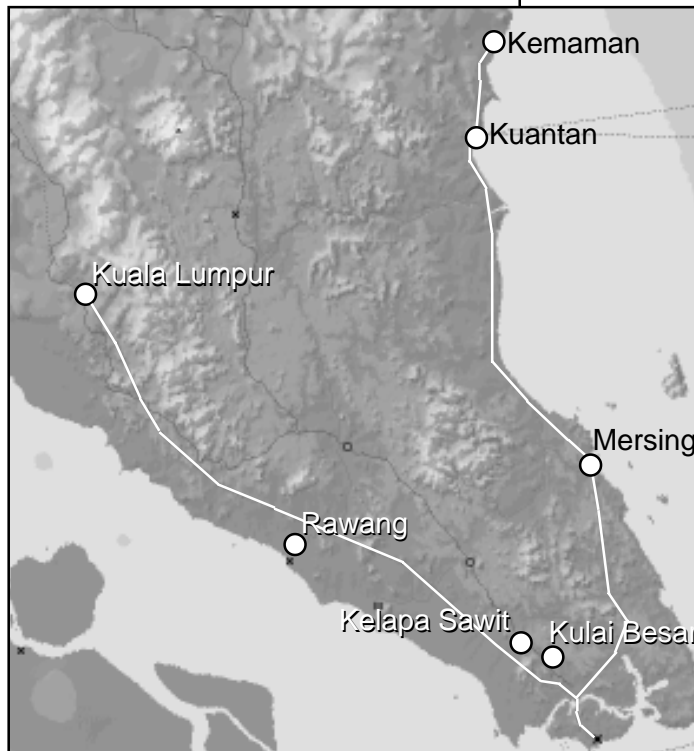 Kemaman
Kuantan
Kuala Lumpur
Mersing
Rawang
Kelapa Sawit
Kulai Besar